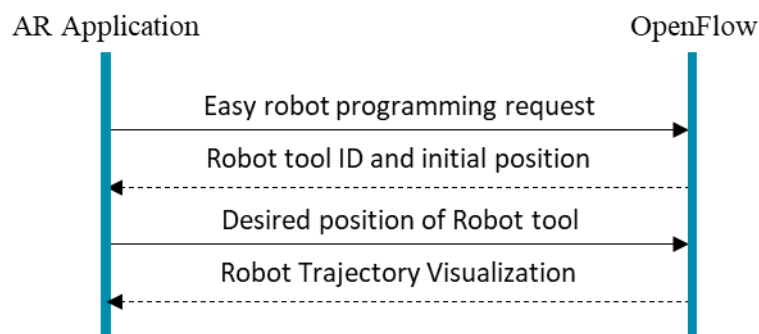 AR Application
OpenFlow
Easy robot programming request
Robot tool ID and initial position
Desired position of Robot tool
Robot Trajectory Visualization